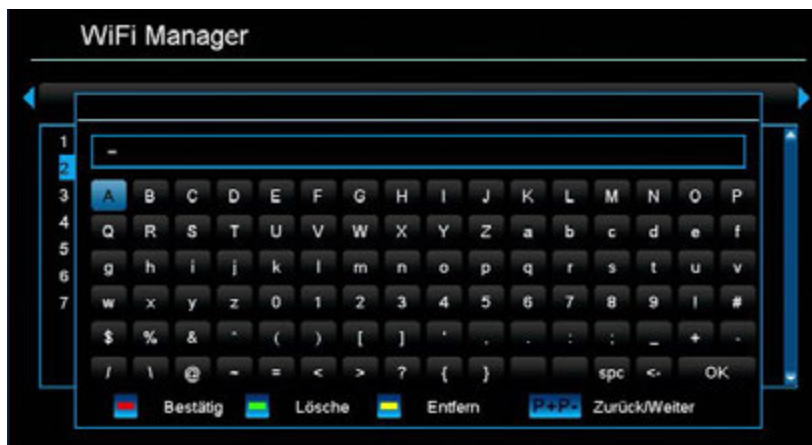 WiFi Manager
1
2
3
4
5
6
7
A B C D E F G H I J K L M N O P
Q R S T U V W X Y Z a b c d e f
g h i j k l m n o p q r s t u v
w x y z 0 1 2 3 4 5 6 7 8 9 ! #
$ % & ^ ( ) [ ] ' , . : ; _ + -
/ \ @ ~ = < > ? { } spc <- OK
Bestätig Lösche Entfern P+P- Zurück/Weiter